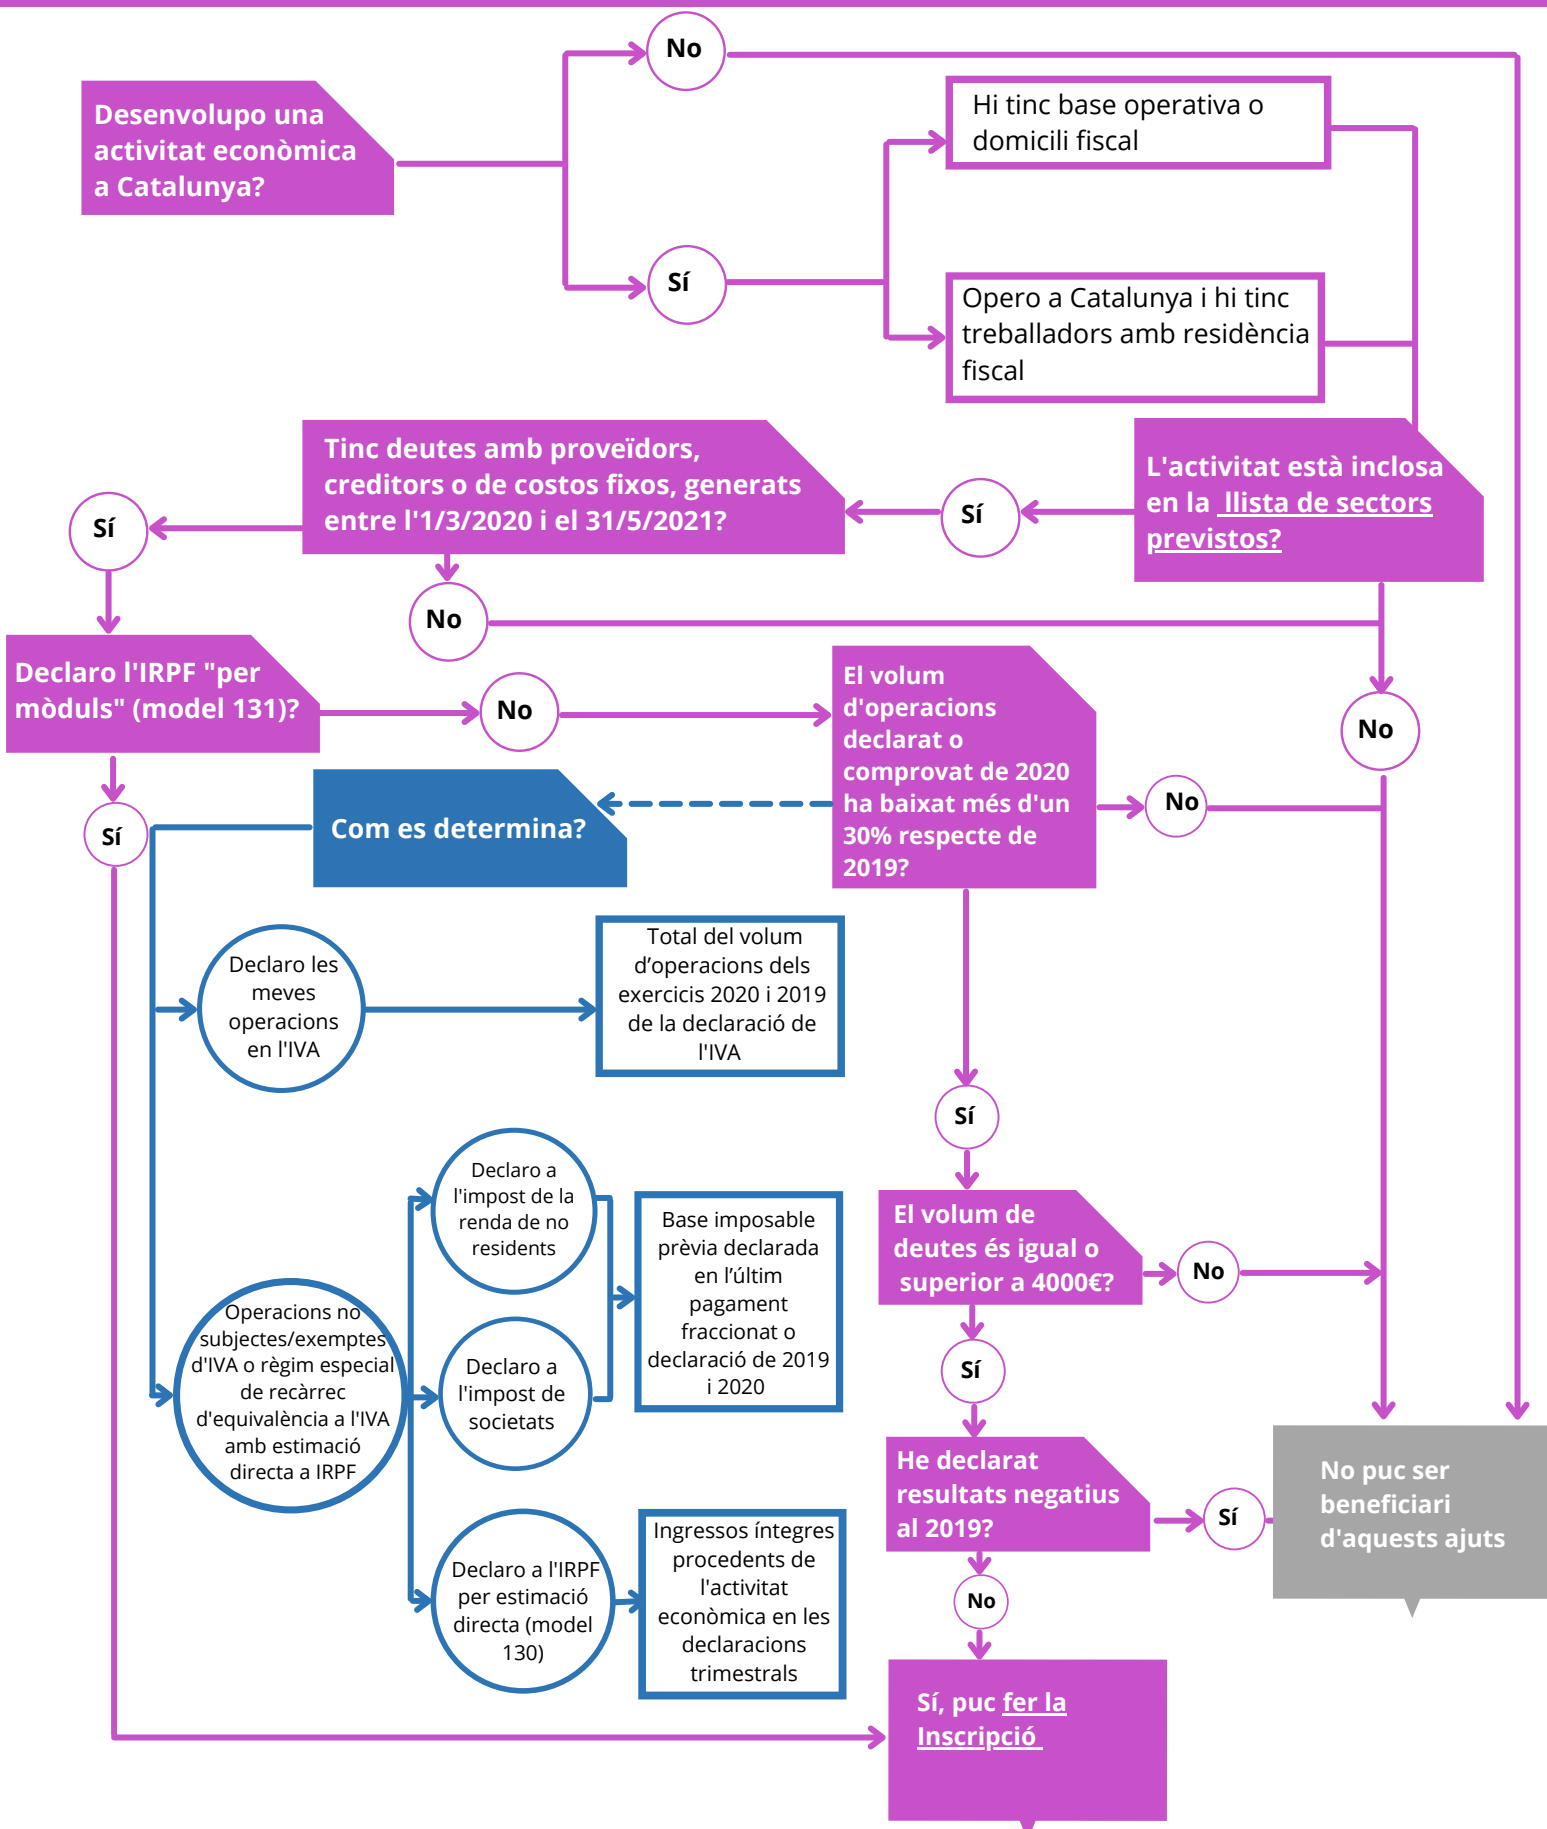 No
Desenvolupo una
activitat econòmica
a Catalunya?
Hi tinc base operativa o
domicili fiscal
Sí
Opero a Catalunya i hi tinc
treballadors amb residència
fiscal
Tinc deutes amb proveïdors,
creditors o de costos fixos, generats
entre l'1/3/2020 i el 31/5/2021?
L'activitat està inclosa
en la llista de sectors
previstos?
Sí
Sí
No
Declaro l'IRPF "per
mòduls" (model 131)?
No
El volum
d'operacions
declarat o
comprovat de 2020
ha baixat més d'un
30% respecte de
2019?
No
No
Sí
Com es determina?
Declaro les
meves
operacions
en l'IVA
Total del volum
d’operacions dels
exercicis 2020 i 2019
de la declaració de
l'IVA
Sí
Declaro a
l'impost de la
renda de no
residents
Base imposable
prèvia declarada
en l’últim
pagament
fraccionat o
declaració de 2019
i 2020
El volum de
deutes és igual o
superior a 4000€?
No
Operacions no
subjectes/exemptes
d'IVA o règim especial
de recàrrec
d'equivalència a l'IVA
amb estimació
directa a IRPF
Declaro a
l'impost de
societats
Sí
He declarat
resultats negatius
al 2019?
Sí
No puc ser
beneficiari
d'aquests ajuts
Declaro a l'IRPF
per estimació
directa (model
130)
Ingressos íntegres
procedents de
l'activitat
econòmica en les
declaracions
trimestrals
No
Sí, puc fer la
Inscripció